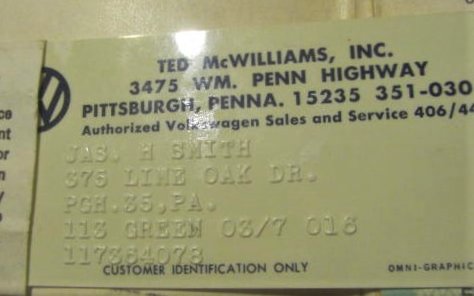 TED McWILLIAMS, INC.
3475 WM. PENN HIGHWAY
PITTSBURGH, PENNA. 15235 351-030
Authorized Volkswagen Sales and Service 406/44
JAS. H SMITH
375 LINE OAK DR.
PGH.35,PA.
113 GREEN 03/7 018
117364078
CUSTOMER IDENTIFICATION ONLY
OMNI-GRAPHIC